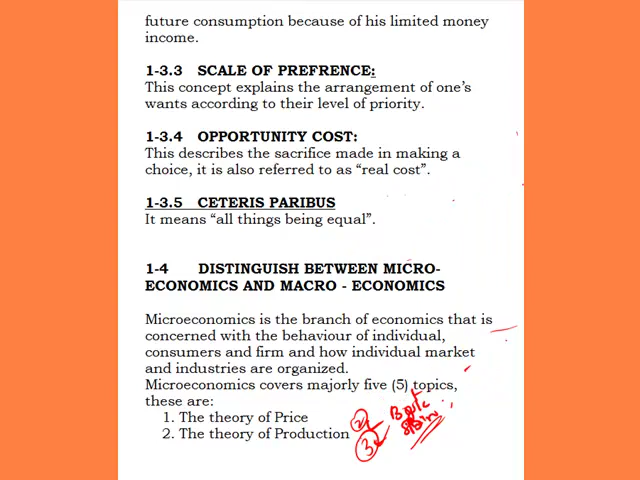 future consumption because of his limited money
income.
1-3.3 SCALE OF PREFRENCE:
This concept explains the arrangement of one's
wants according to their level of priority.
1-3.4 OPPORTUNITY COST:
This describes the sacrifice made in making a
choice, it is also referred to as “real cost”.
1-3.5 CETERIS PARIBUS
It means “all things being equal”.
1-4 DISTINGUISH BETWEEN MICRO-
ECONOMICS AND MACRO - ECONOMICS
Microeconomics is the branch of economics that is
concerned with the behaviour of individual,
consumers and firm and how individual market
and industries are organized.
Microeconomics covers majorly five (5) topics,
these are:
1. The theory of Price
2. The theory of Production